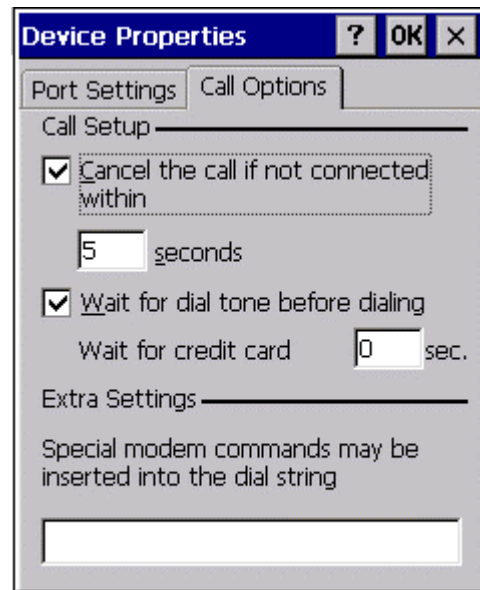 Device Properties ? OK ×
Port Settings Call Options
Call Setup
Cancel the call if not connected
within
5 seconds
Wait for dial tone before dialing
Wait for credit card 0 sec.
Extra Settings
Special modem commands may be
inserted into the dial string